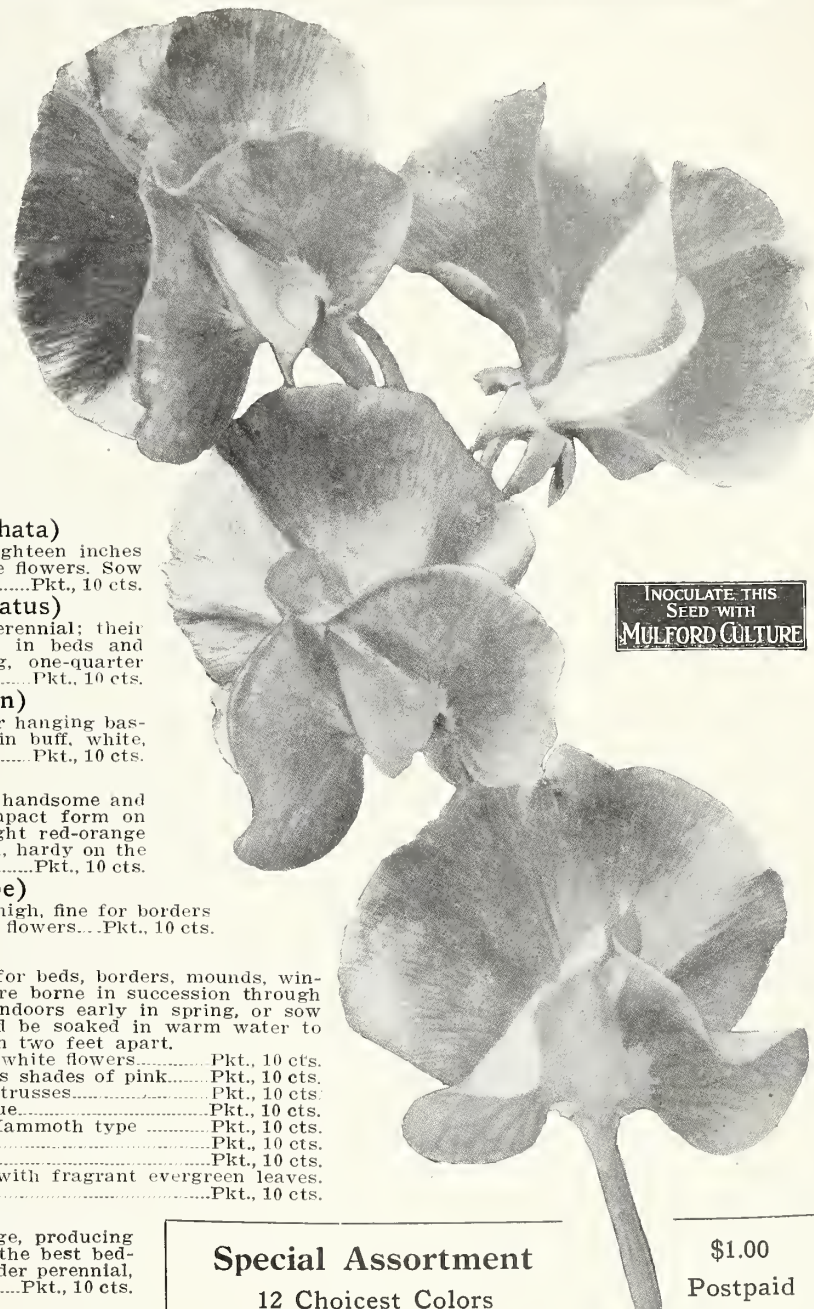 hata)
ghteen inches
e flowers. Sow
......Pkt., 10 cts.
atus)
erennial; their
in beds and
g, one-quarter
......Pkt., 10 cts.
n)
r hanging bas-
in buff, white,
......Pkt., 10 cts.
handsome and
mpact form on
ght red-orange
, hardy on the
......Pkt., 10 cts.
e)
high, fine for borders
flowers....Pkt., 10 cts.
for beds, borders, mounds, win-
re borne in succession through
ndoors early in spring, or sow
d be soaked in warm water to
n two feet apart.
white flowers............Pkt., 10 cts.
s shades of pink.......Pkt., 10 cts.
trusses......................Pkt., 10 cts.
ue..............................Pkt., 10 cts.
Mammoth type ..........Pkt., 10 cts.
..................................Pkt., 10 cts.
..................................Pkt., 10 cts.
with fragrant evergreen leaves.
..................................Pkt., 10 cts.
ge, producing
the best bed-
der perennial,
......Pkt., 10 cts.
INOCULATE THIS
SEED WITH
MULFORD CULTURE
Special Assortment
12 Choicest Colors
$1.00
Postpaid